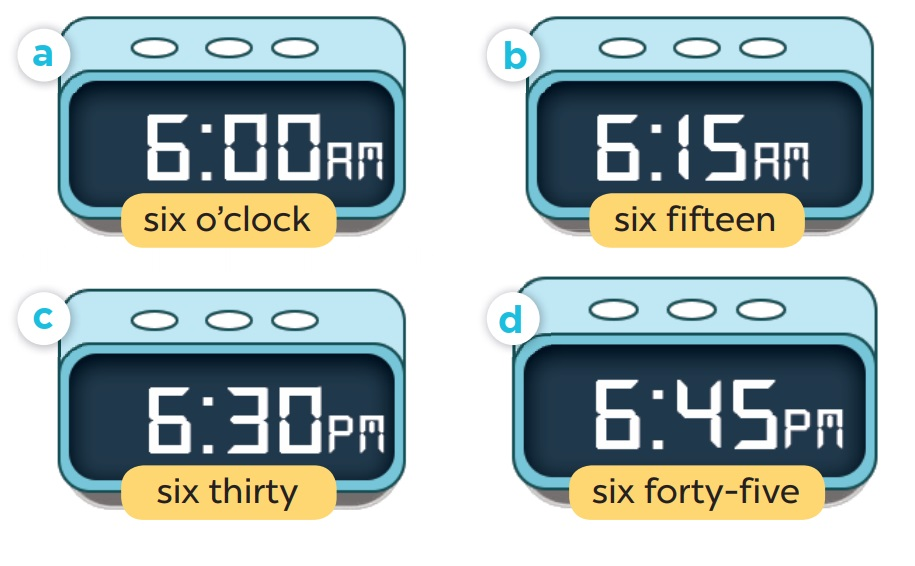 a
6:00AM
six o’clock
b
6:15AM
six fifteen
c
6:30PM
six thirty
d
6:45PM
six forty-five